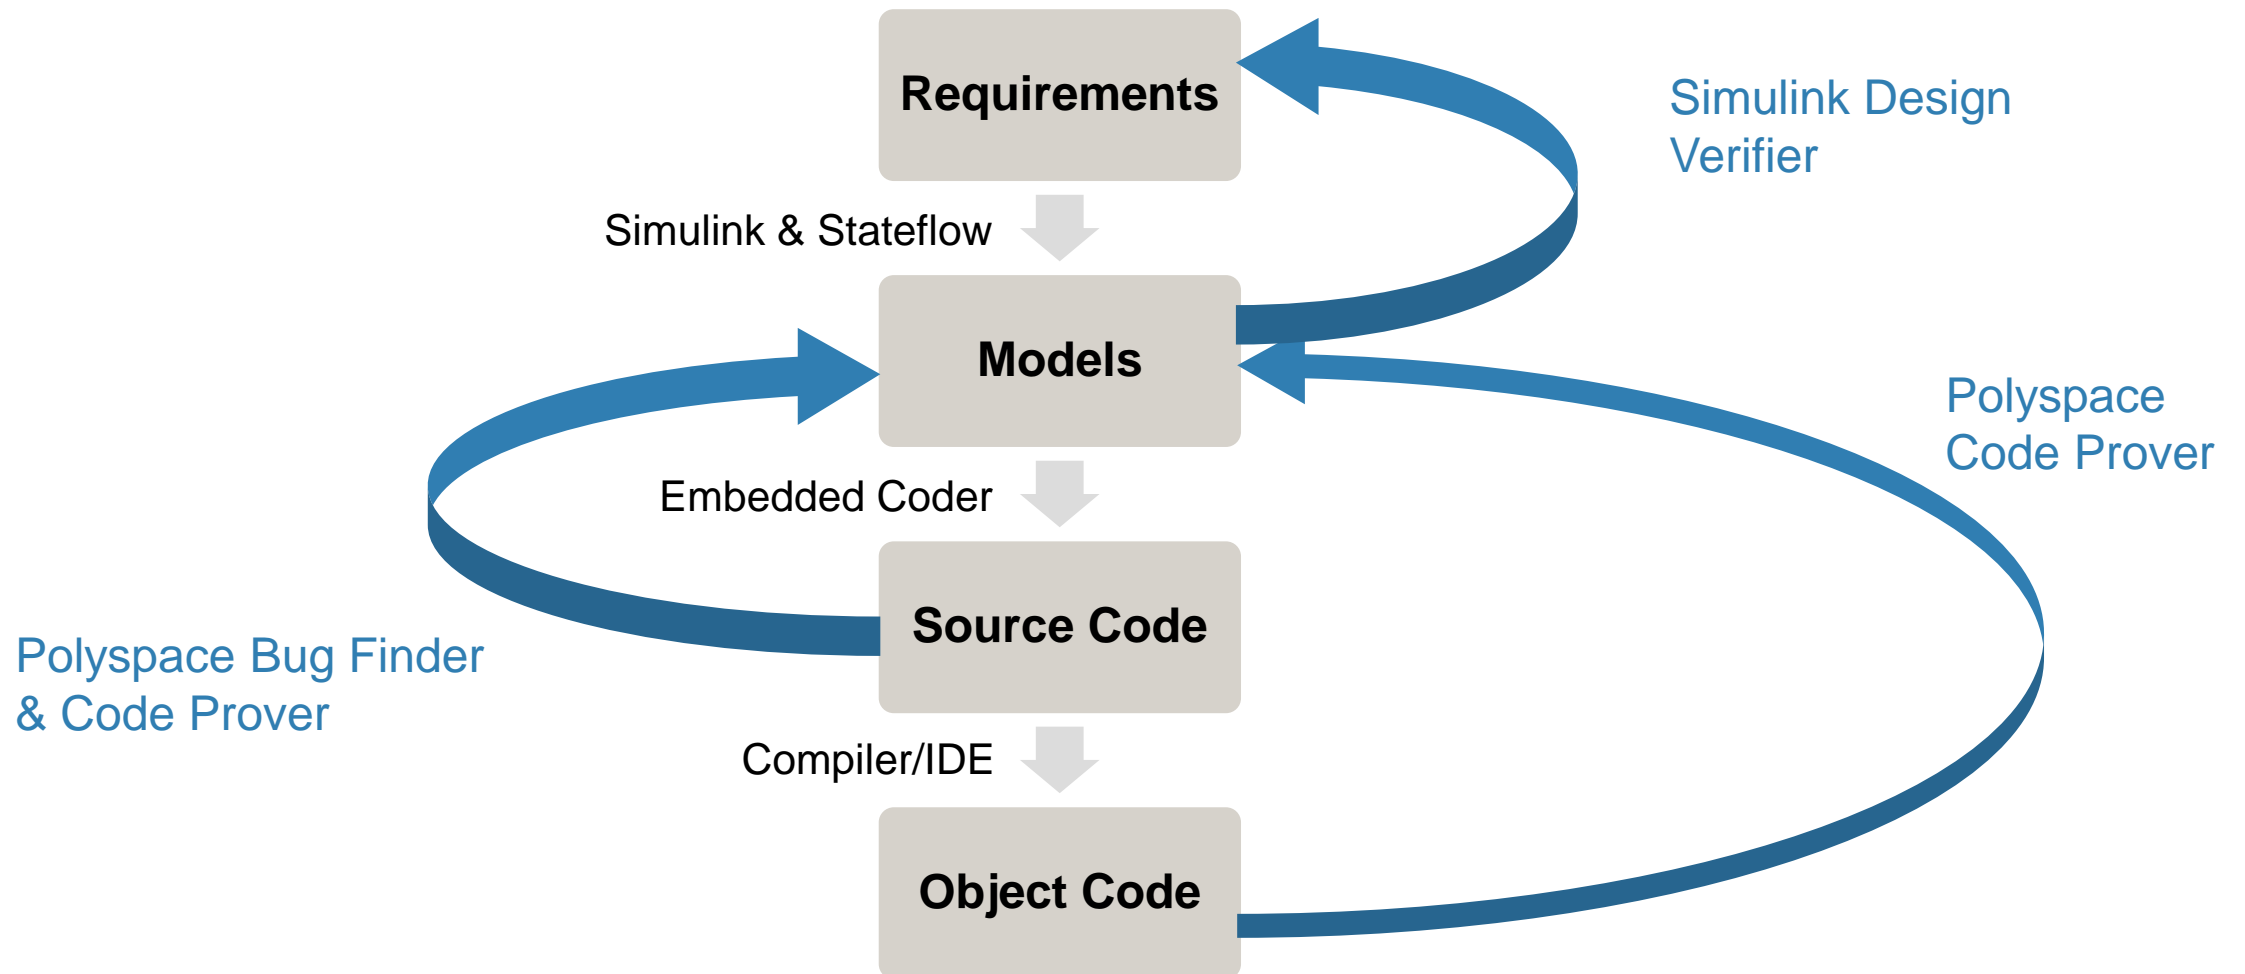 Requirements
Simulink Design
Verifier
Simulink & Stateflow
Models
Polyspace
Code Prover
Embedded Coder
Source Code
Polyspace Bug Finder
& Code Prover
Compiler/IDE
Object Code